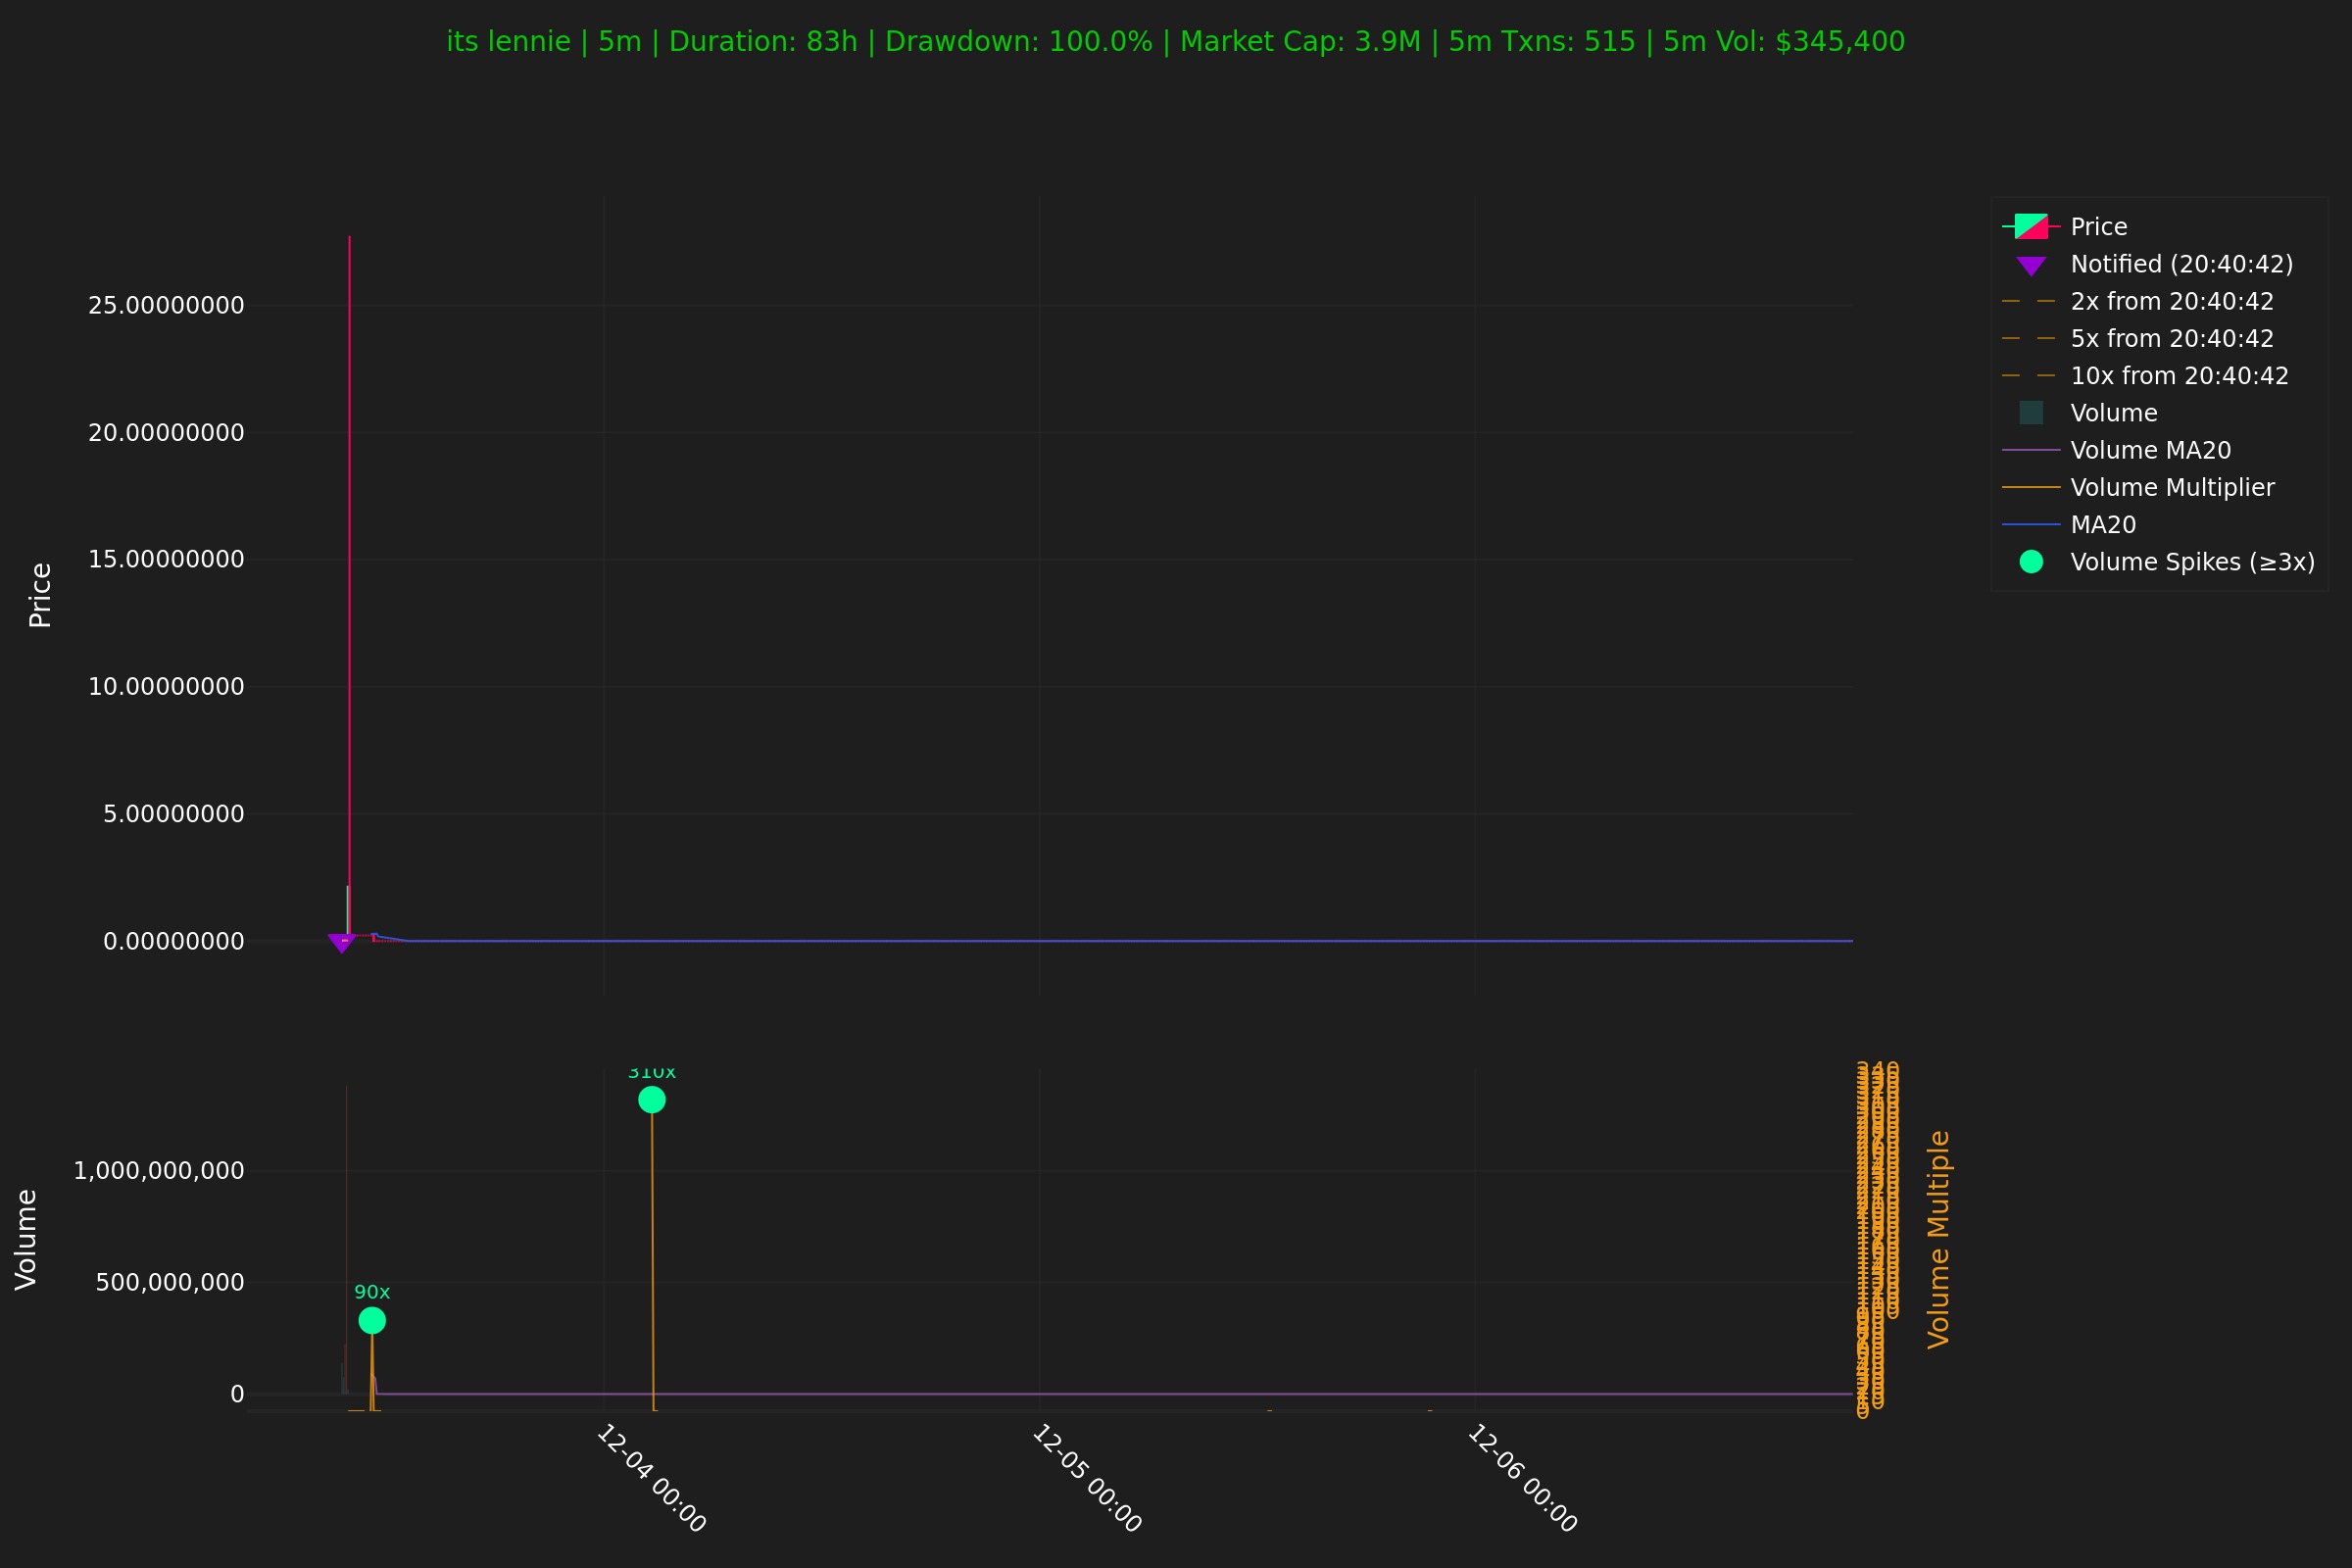 its lennie | 5m | Duration: 83h | Drawdown: 100.0% | Market Cap: 3.9M | 5m Txns: 515 | 5m Vol: $345,400
Price
25.00000000
20.00000000
15.00000000
10.00000000
5.00000000
0.00000000
Price
Notified (20:40:42)
2x from 20:40:42
5x from 20:40:42
10x from 20:40:42
Volume
Volume MA20
Volume Multiplier
MA20
Volume Spikes (≥3x)
Volume
1,000,000,000
500,000,000
0
310x
90x
340
0
Volume Multiple
12-04 00:00
12-05 00:00
12-06 00:00